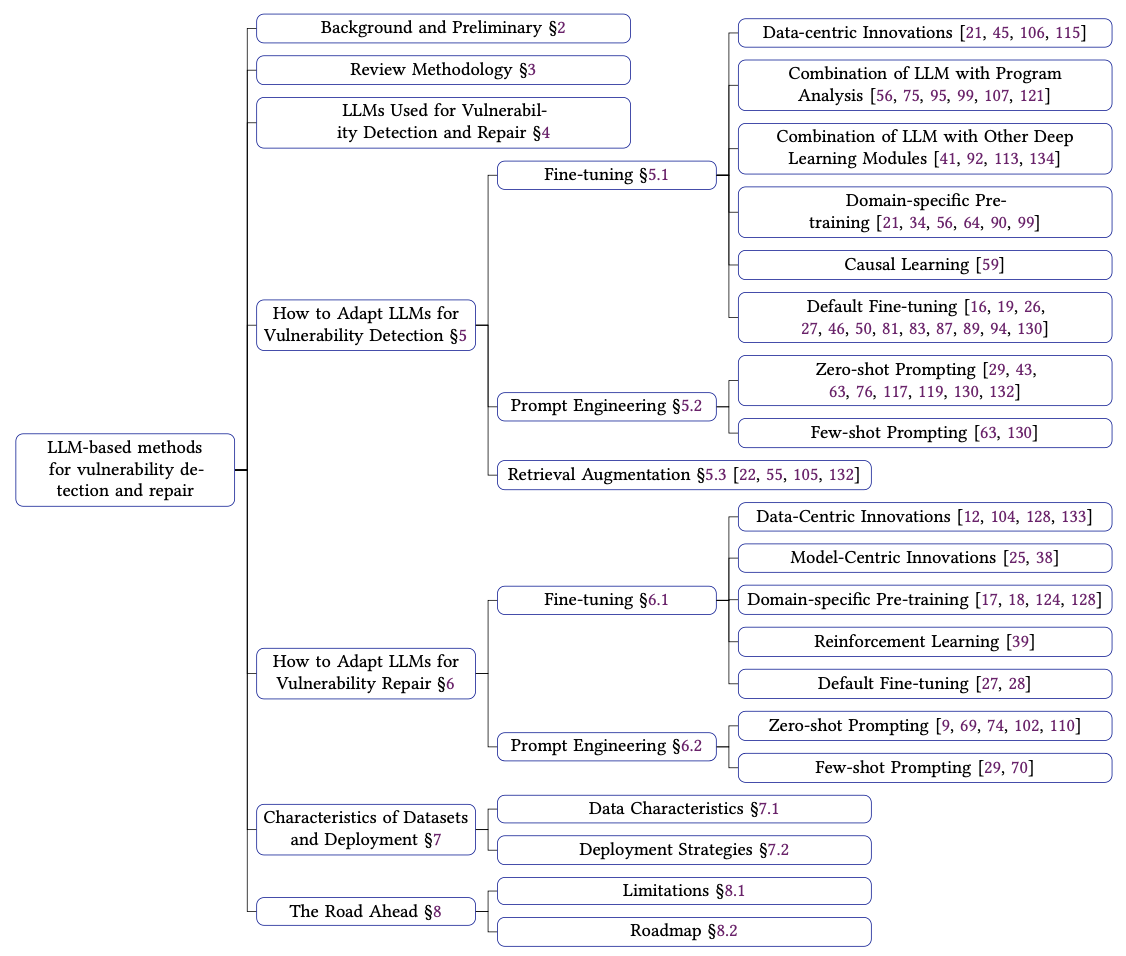 LLM-based methods
for vulnerability de-
tection and repair
Background and Preliminary §2
Review Methodology §3
LLMs Used for Vulnerabil-
ity Detection and Repair §4
How to Adapt LLMs for
Vulnerability Detection §5
Fine-tuning §5.1
Data-centric Innovations [21, 45, 106, 115]
Combination of LLM with Program
Analysis [56, 75, 95, 99, 107, 121]
Combination of LLM with Other Deep
Learning Modules [41, 92, 113, 134]
Domain-specific Pre-
training [21, 34, 56, 64, 90, 99]
Causal Learning [59]
Default Fine-tuning [16, 19, 26,
27, 46, 50, 81, 83, 87, 89, 94, 130]
Prompt Engineering §5.2
Zero-shot Prompting [29, 43,
63, 76, 117, 119, 130, 132]
Few-shot Prompting [63, 130]
Retrieval Augmentation §5.3 [22, 55, 105, 132]
How to Adapt LLMs for
Vulnerability Repair §6
Fine-tuning §6.1
Data-Centric Innovations [12, 104, 128, 133]
Model-Centric Innovations [25, 38]
Domain-specific Pre-training [17, 18, 124, 128]
Reinforcement Learning [39]
Default Fine-tuning [27, 28]
Prompt Engineering §6.2
Zero-shot Prompting [9, 69, 74, 102, 110]
Few-shot Prompting [29, 70]
Characteristics of Datasets
and Deployment §7
Data Characteristics §7.1
Deployment Strategies §7.2
The Road Ahead §8
Limitations §8.1
Roadmap §8.2